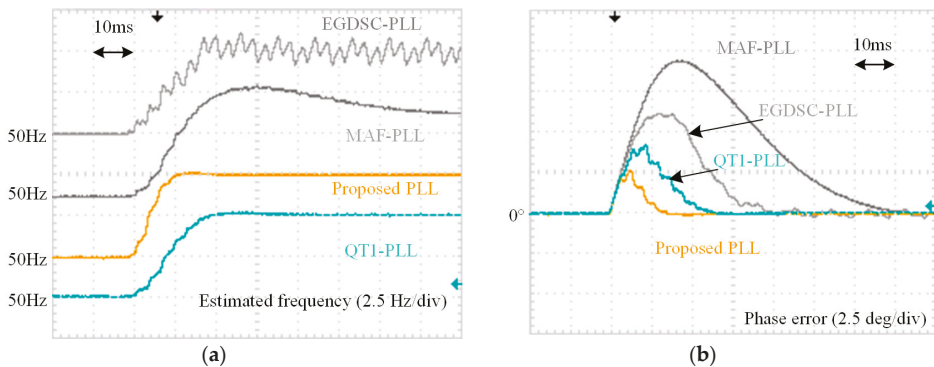 EGDSC-PLL
10ms
50Hz
MAF-PLL
50Hz
Proposed PLL
50Hz
QT1-PLL
50Hz
Estimated frequency (2.5 Hz/div)
(a)
MAF-PLL
10ms
EGDSC-PLL
QT1-PLL
0°
Proposed PLL
Phase error (2.5 deg/div)
(b)